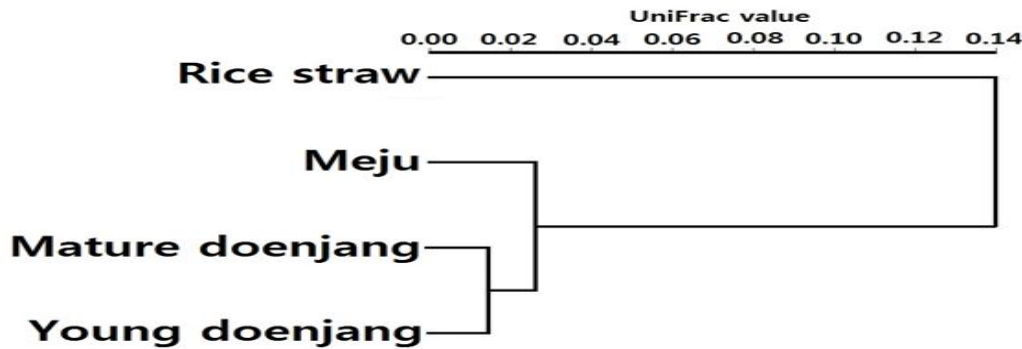 UniFrac value
0.00 0.02 0.04 0.06 0.08 0.10 0.12 0.14
Rice straw
Meju
Mature doenjang
Young doenjang